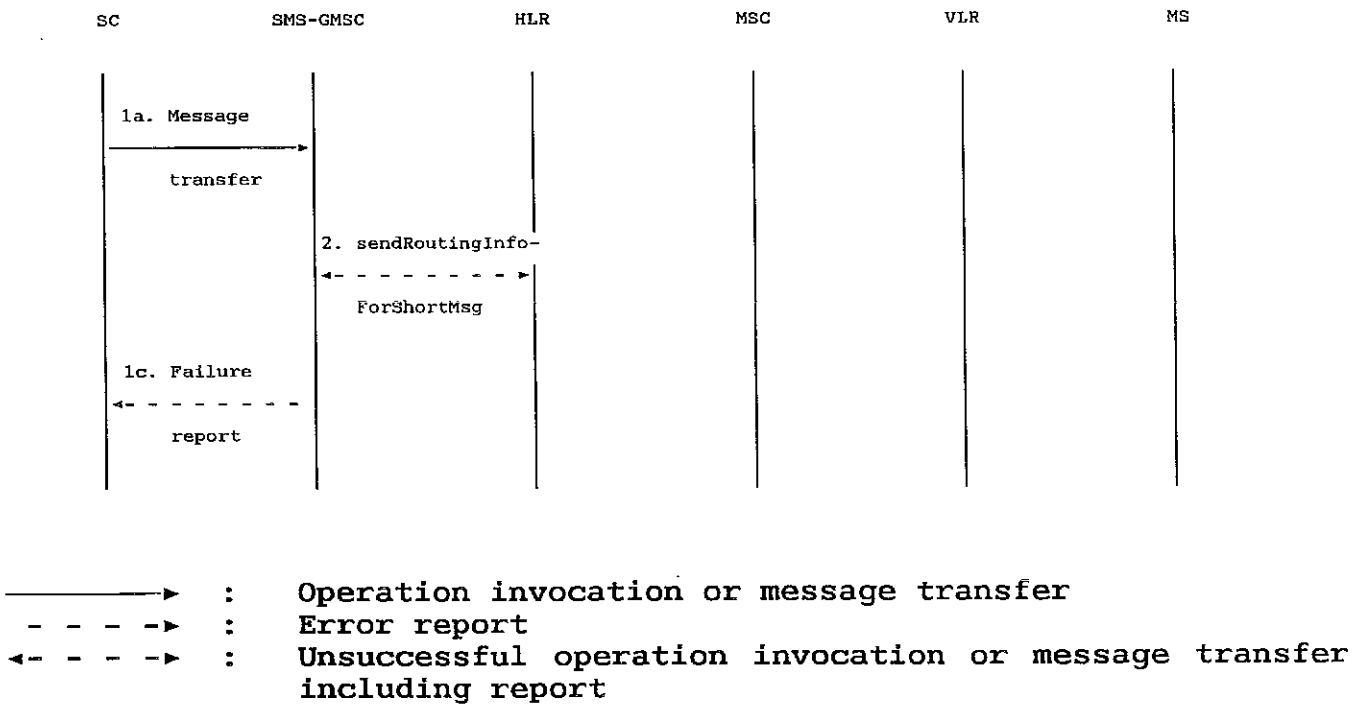 SC SMS-GMSC HLR MSC VLR MS
1a. Message
transfer
2. sendRoutingInfo-
ForShortMsg
1c. Failure
report
: Operation invocation or message transfer
: Error report
: Unsuccessful operation invocation or message transfer
including report